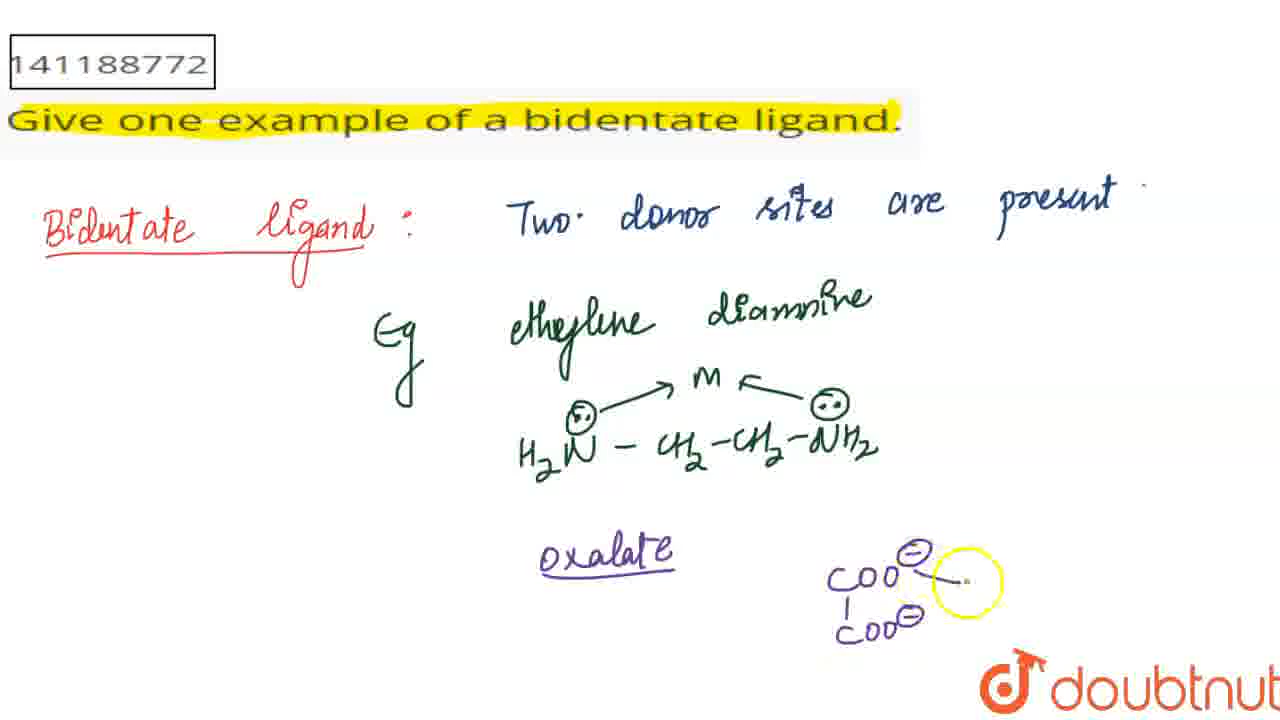 141188772
Give one example of a bidentate ligand.
Bidentate ligand: Two donor sites are present.
Eg ethylene diammine
M
H2N - CH2 - CH2 - NH2
oxalate
COO⊖
COO⊖
doubtnut